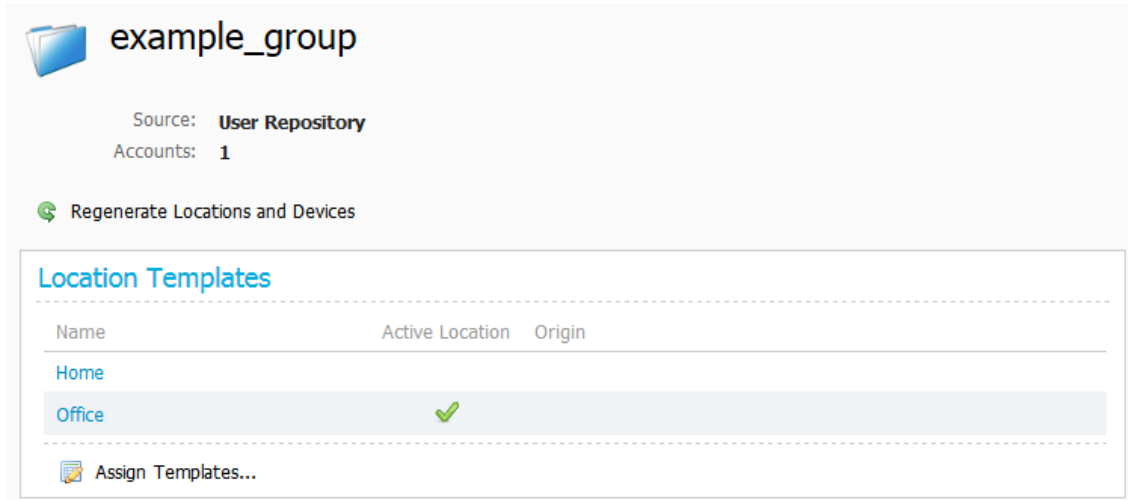 example_group
Source: User Repository
Accounts: 1
Regenerate Locations and Devices
Location Templates
Name Active Location Origin
Home
Office
Assign Templates...